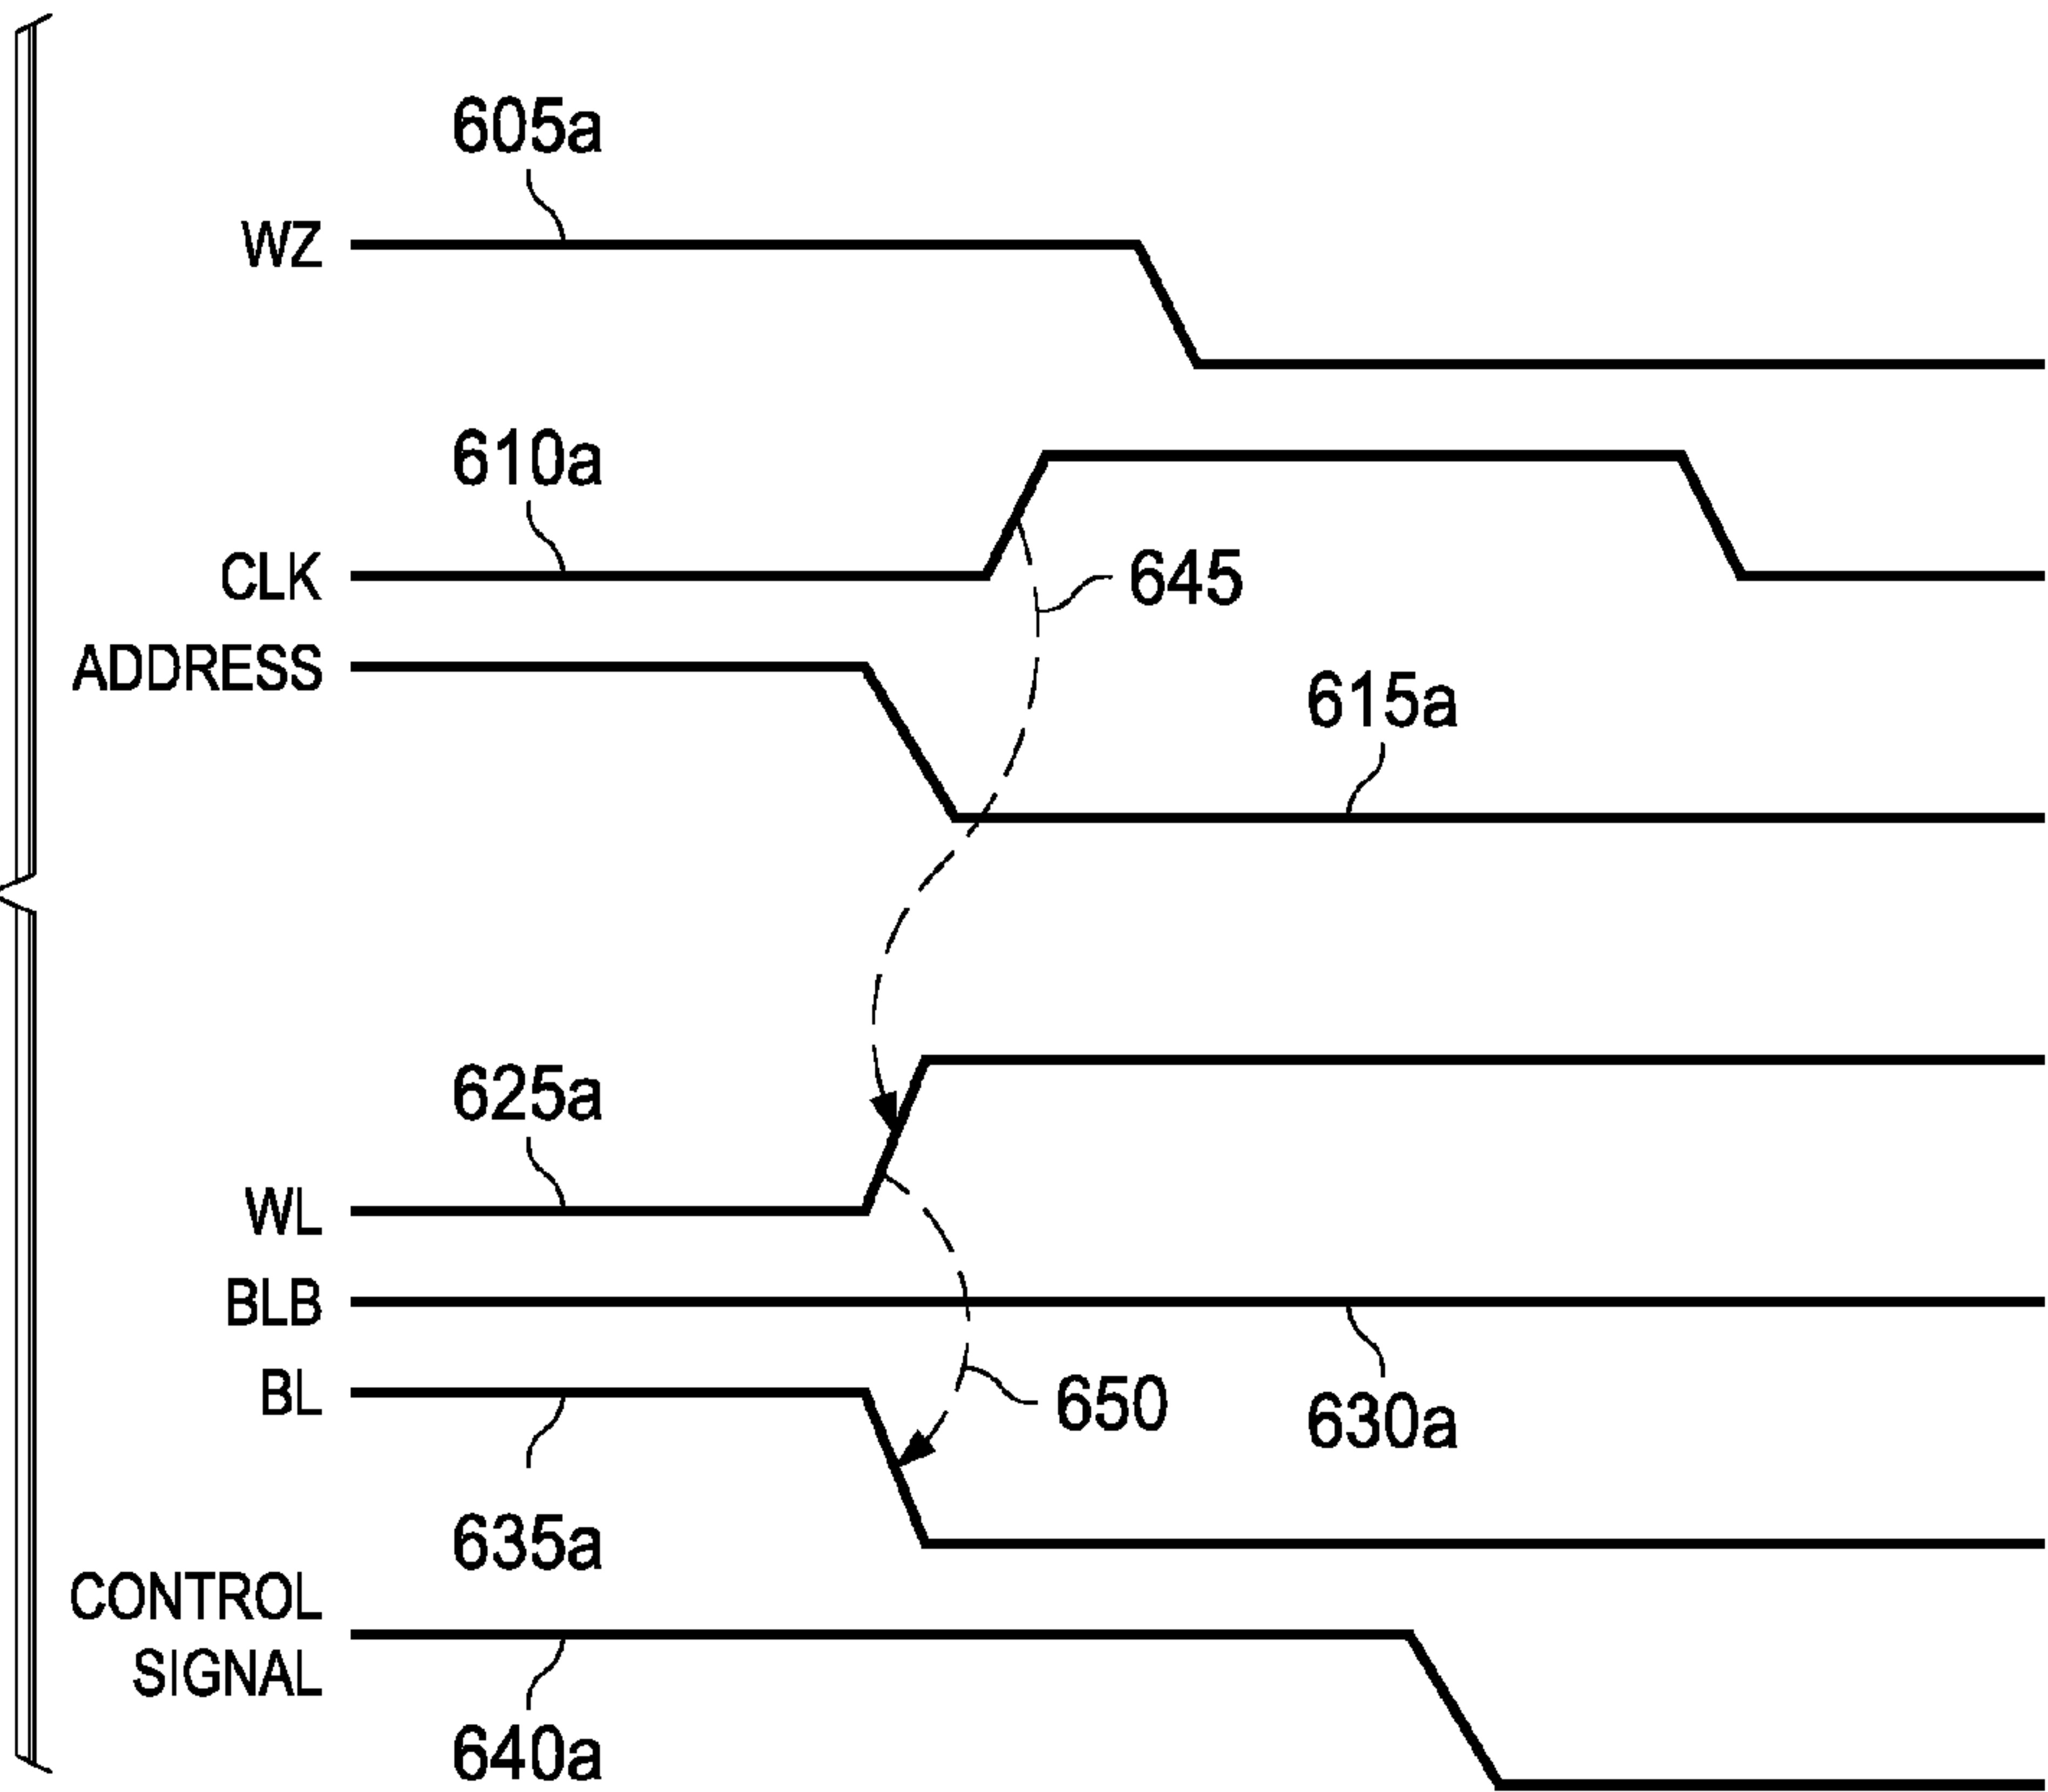 605a
WZ
610a
CLK
645
ADDRESS
615a
625a
WL
BLB
BL
650
630a
635a
CONTROL
SIGNAL
640a